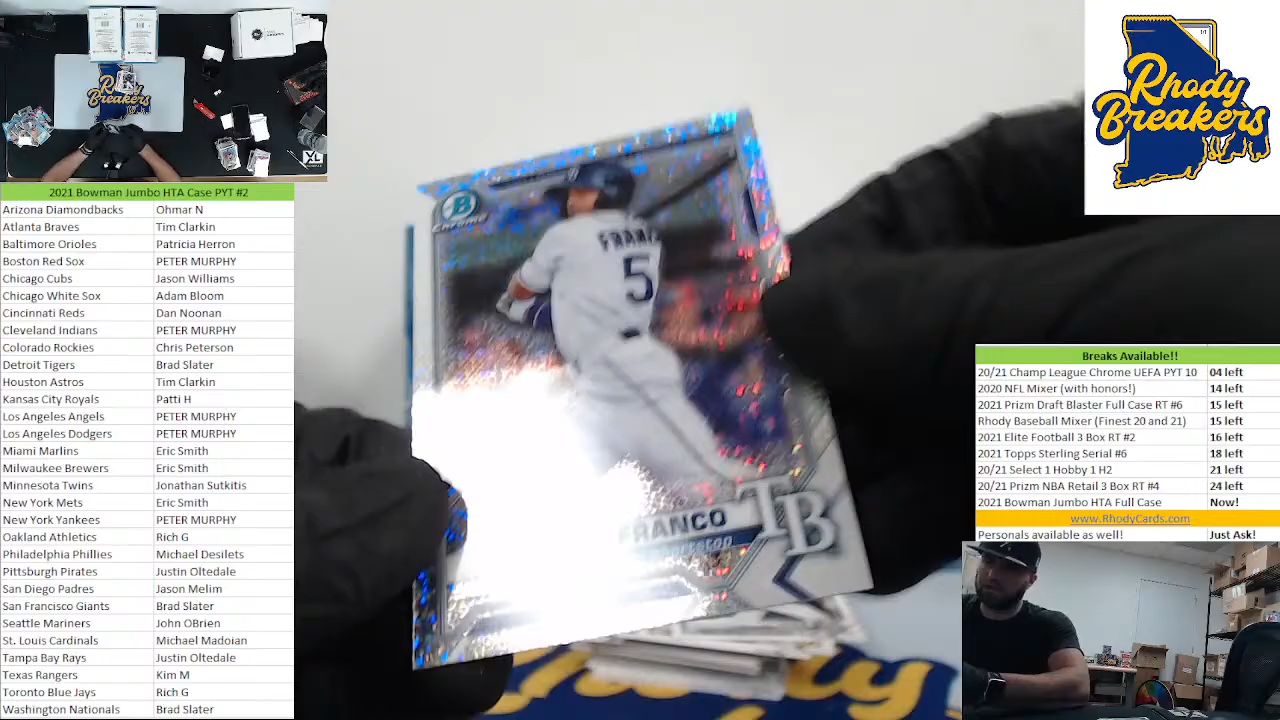 Rhody
Breakers
XL
2021 Bowman Jumbo HTA Case PYT #2
Arizona Diamondbacks Ohmar N
Atlanta Braves Tim Clarkin
Baltimore Orioles Patricia Herron
Boston Red Sox PETER MURPHY
Chicago Cubs Jason Williams
Chicago White Sox Adam Bloom
Cincinnati Reds Dan Noonan
Cleveland Indians PETER MURPHY
Colorado Rockies Chris Peterson
Detroit Tigers Brad Slater
Houston Astros Tim Clarkin
Kansas City Royals Patti H
Los Angeles Angels PETER MURPHY
Los Angeles Dodgers PETER MURPHY
Miami Marlins Eric Smith
Milwaukee Brewers Eric Smith
Minnesota Twins Jonathan Sutkitis
New York Mets Eric Smith
New York Yankees PETER MURPHY
Oakland Athletics Rich G
Philadelphia Phillies Michael Desilets
Pittsburgh Pirates Justin Oltedale
San Diego Padres Jason Melim
San Francisco Giants Brad Slater
Seattle Mariners John OBrien
St. Louis Cardinals Michael Madoian
Tampa Bay Rays Justin Oltedale
Texas Rangers Kim M
Toronto Blue Jays Rich G
Washington Nationals Brad Slater
B
CHROME
FRANCO
5
FRANCO
TB
Rhody
Breakers
Breaks Available!!
20/21 Champ League Chrome UEFA PYT 10 04 left
2020 NFL Mixer (with honors!) 14 left
2021 Prizm Draft Blaster Full Case RT #6 15 left
Rhody Baseball Mixer (Finest 20 and 21) 15 left
2021 Elite Football 3 Box RT #2 16 left
2021 Topps Sterling Serial #6 18 left
20/21 Select 1 Hobby 1 H2 21 left
20/21 Prizm NBA Retail 3 Box RT #4 24 left
2021 Bowman Jumbo HTA Full Case Now!
www.RhodyCards.com
Personals available as well! Just Ask!